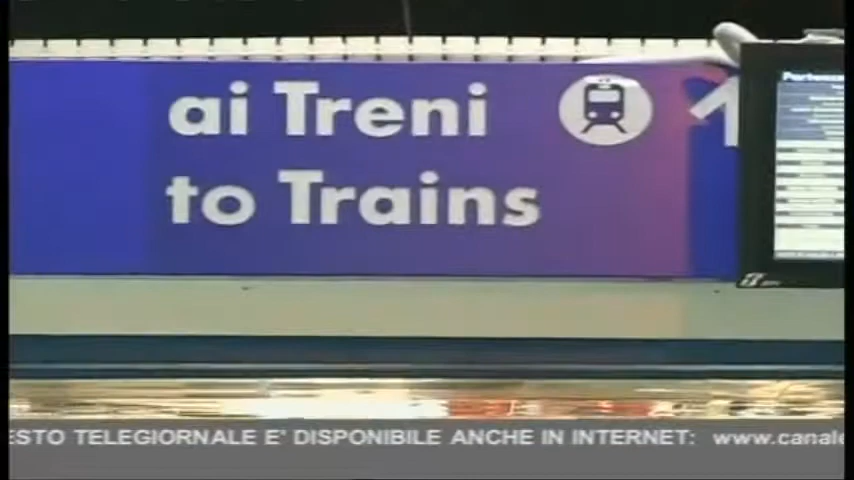 ai Treni
to Trains
1
Partenze
ESTO TELEGIORNALE E' DISPONIBILE ANCHE IN INTERNET: www.canale